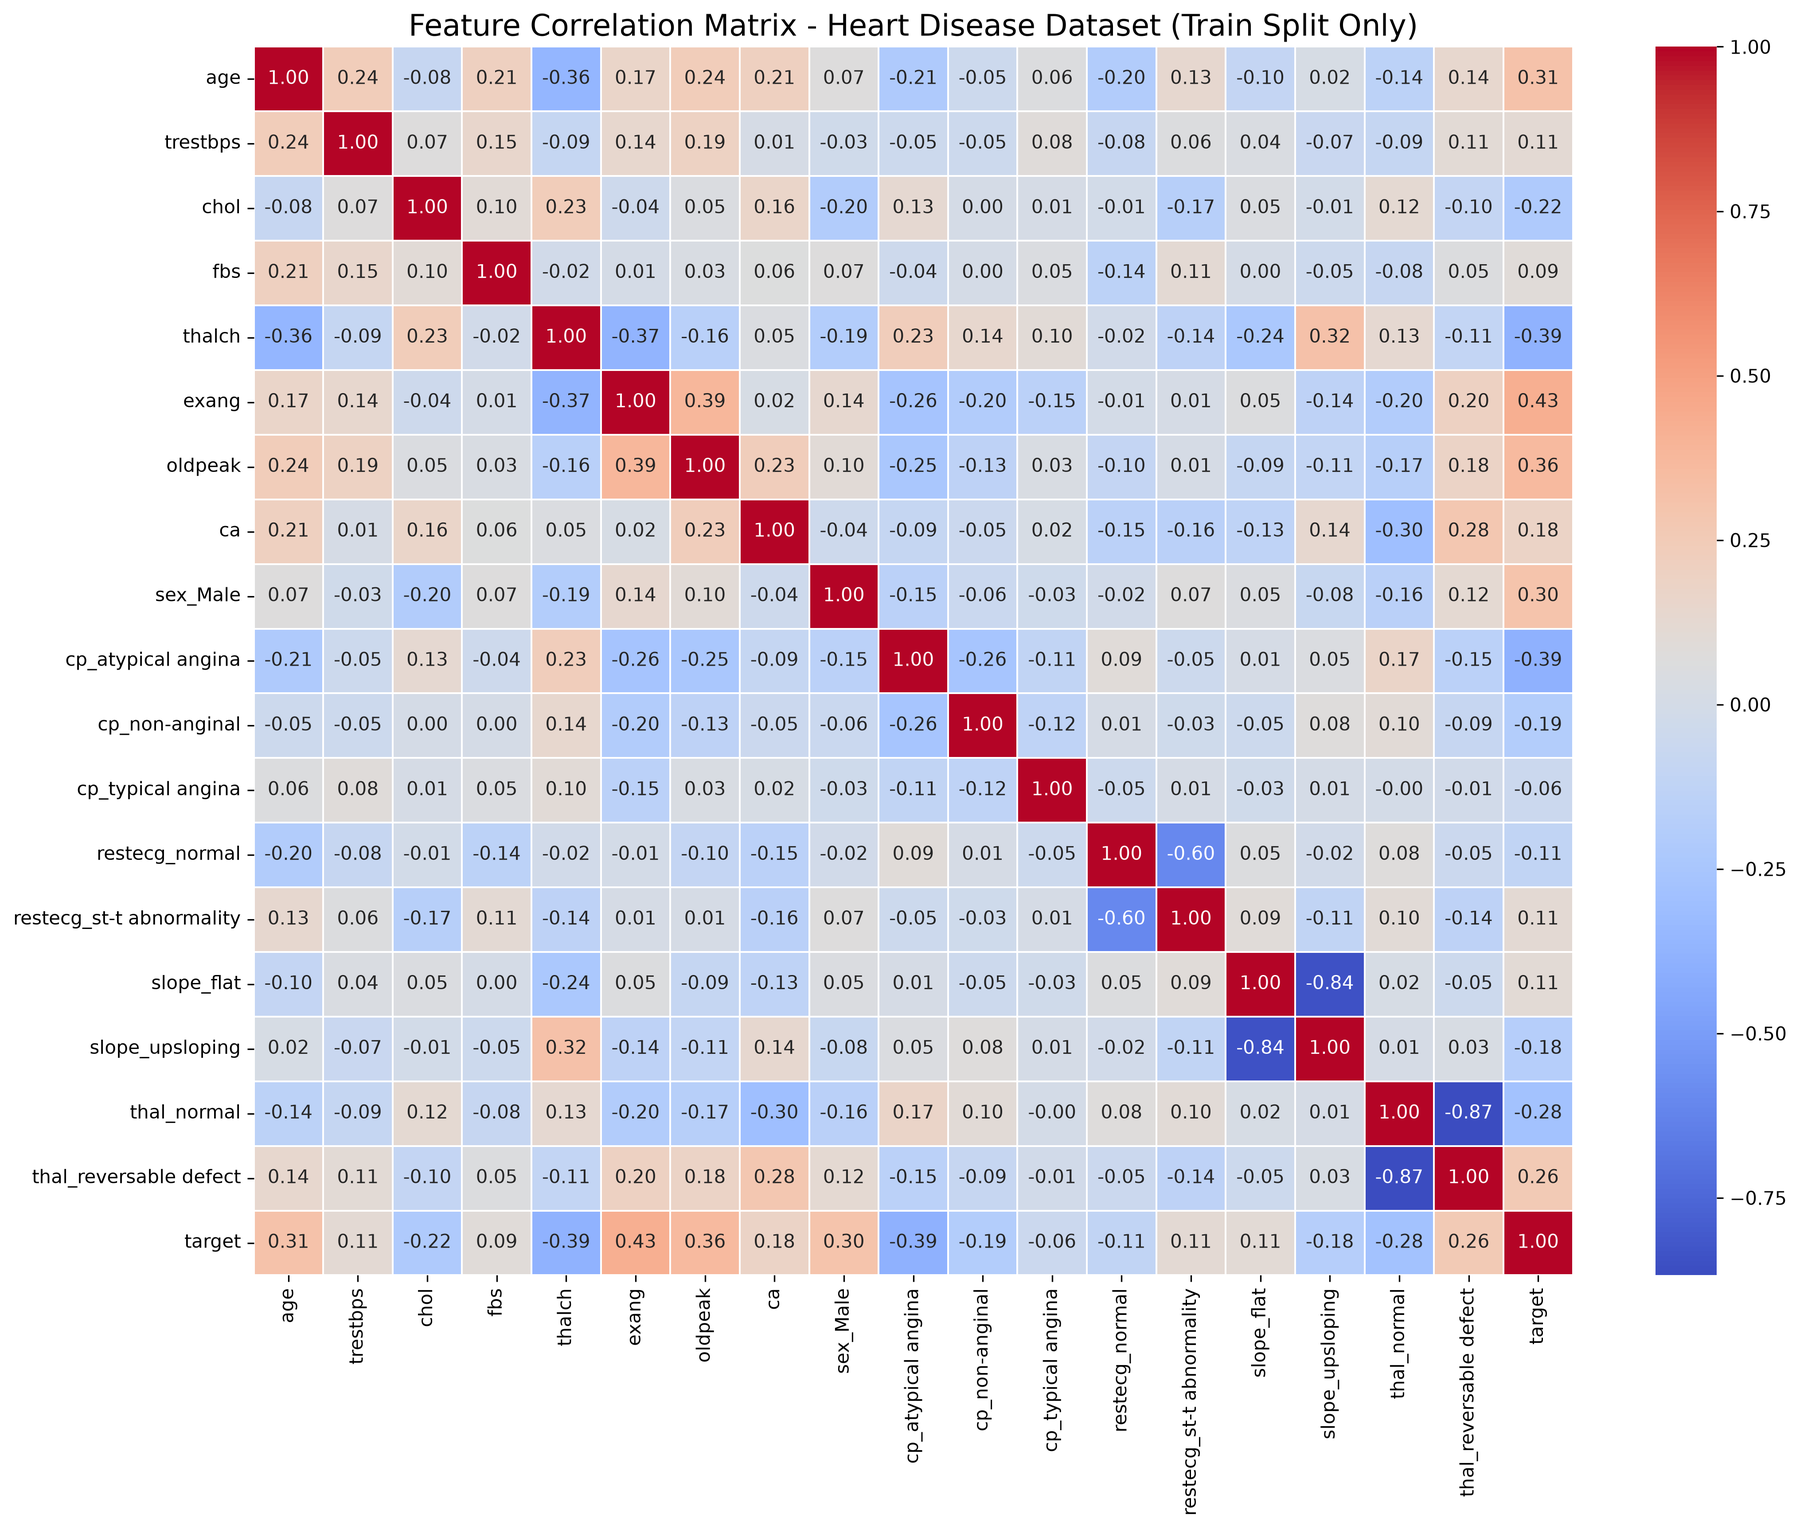 Feature Correlation Matrix - Heart Disease Dataset (Train Split Only)
age 1.00 0.24 -0.08 0.21 -0.36 0.17 0.24 0.21 0.07 -0.21 -0.05 0.06 -0.20 0.13 -0.10 0.02 -0.14 0.14 0.31
trestbps 0.24 1.00 0.07 0.15 -0.09 0.14 0.19 0.01 -0.03 -0.05 -0.05 0.08 -0.08 0.06 0.04 -0.07 -0.09 0.11 0.11
chol -0.08 0.07 1.00 0.10 0.23 -0.04 0.05 0.16 -0.20 0.13 0.00 0.01 -0.01 -0.17 0.05 -0.01 0.12 -0.10 -0.22
fbs 0.21 0.15 0.10 1.00 -0.02 0.01 0.03 0.06 0.07 -0.04 0.00 0.05 -0.14 0.11 0.00 -0.05 -0.08 0.05 0.09
thalch -0.36 -0.09 0.23 -0.02 1.00 -0.37 -0.16 0.05 -0.19 0.23 0.14 0.10 -0.02 -0.14 -0.24 0.32 0.13 -0.11 -0.39
exang 0.17 0.14 -0.04 0.01 -0.37 1.00 0.39 0.02 0.14 -0.26 -0.20 -0.15 -0.01 0.01 0.05 -0.14 -0.20 0.20 0.43
oldpeak 0.24 0.19 0.05 0.03 -0.16 0.39 1.00 0.23 0.10 -0.25 -0.13 0.03 -0.10 0.01 -0.09 -0.11 -0.17 0.18 0.36
ca 0.21 0.01 0.16 0.06 0.05 0.02 0.23 1.00 -0.04 -0.09 -0.05 0.02 -0.15 -0.16 -0.13 0.14 -0.30 0.28 0.18
sex_Male 0.07 -0.03 -0.20 0.07 -0.19 0.14 0.10 -0.04 1.00 -0.15 -0.06 -0.03 -0.02 0.07 0.05 -0.08 -0.16 0.12 0.30
cp_atypical angina -0.21 -0.05 0.13 -0.04 0.23 -0.26 -0.25 -0.09 -0.15 1.00 -0.26 -0.11 0.09 -0.05 0.01 0.05 0.17 -0.15 -0.39
cp_non-anginal -0.05 -0.05 0.00 0.00 0.14 -0.20 -0.13 -0.05 -0.06 -0.26 1.00 -0.12 0.01 -0.03 -0.05 0.08 0.10 -0.09 -0.19
cp_typical angina 0.06 0.08 0.01 0.05 0.10 -0.15 0.03 0.02 -0.03 -0.11 -0.12 1.00 -0.05 0.01 -0.03 0.01 -0.00 -0.01 -0.06
restecg_normal -0.20 -0.08 -0.01 -0.14 -0.02 -0.01 -0.10 -0.15 -0.02 0.09 0.01 -0.05 1.00 -0.60 0.05 -0.02 0.08 -0.05 -0.11
restecg_st-t abnormality 0.13 0.06 -0.17 0.11 -0.14 0.01 0.01 -0.16 0.07 -0.05 -0.03 0.01 -0.60 1.00 0.09 -0.11 0.10 -0.14 0.11
slope_flat -0.10 0.04 0.05 0.00 -0.24 0.05 -0.09 -0.13 0.05 0.01 -0.05 -0.03 0.05 0.09 1.00 -0.84 0.02 -0.05 0.11
slope_upsloping 0.02 -0.07 -0.01 -0.05 0.32 -0.14 -0.11 0.14 -0.08 0.05 0.08 0.01 -0.02 -0.11 -0.84 1.00 0.01 0.03 -0.18
thal_normal -0.14 -0.09 0.12 -0.08 0.13 -0.20 -0.17 -0.30 -0.16 0.17 0.10 -0.00 0.08 0.10 0.02 0.01 1.00 -0.87 -0.28
thal_reversable defect 0.14 0.11 -0.10 0.05 -0.11 0.20 0.18 0.28 0.12 -0.15 -0.09 -0.01 -0.05 -0.14 -0.05 0.03 -0.87 1.00 0.26
target 0.31 0.11 -0.22 0.09 -0.39 0.43 0.36 0.18 0.30 -0.39 -0.19 -0.06 -0.11 0.11 0.11 -0.18 -0.28 0.26 1.00
age
trestbps
chol
fbs
thalch
exang
oldpeak
ca
sex_Male
cp_atypical angina
cp_non-anginal
cp_typical angina
restecg_normal
restecg_st-t abnormality
slope_flat
slope_upsloping
thal_normal
thal_reversable defect
target
1.00
0.75
0.50
0.25
0.00
−0.25
−0.50
−0.75